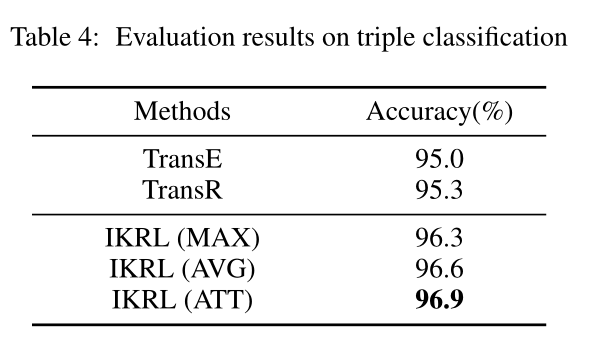 Table 4: Evaluation results on triple classification
Methods Accuracy(%)
TransE 95.0
TransR 95.3
IKRL (MAX) 96.3
IKRL (AVG) 96.6
IKRL (ATT) 96.9